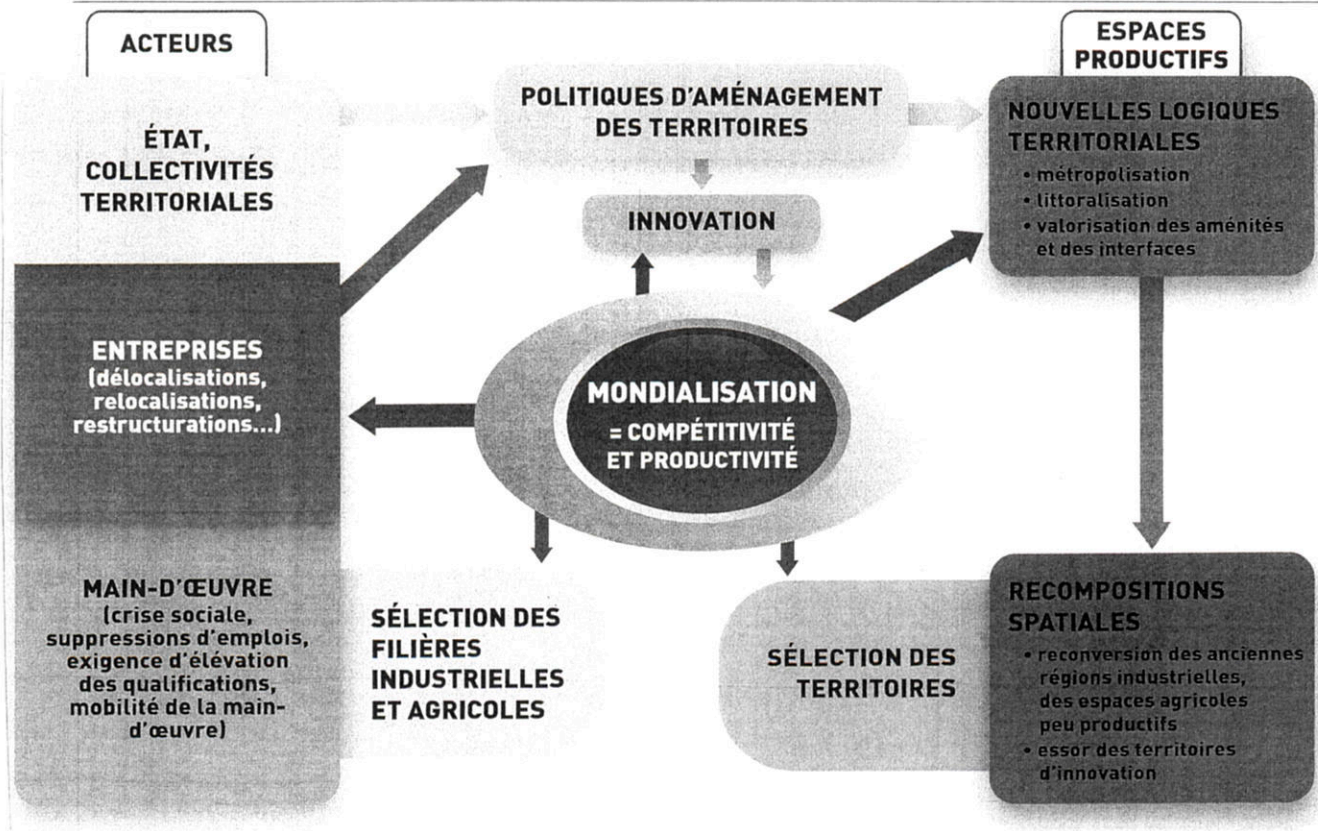 ACTEURS
ÉTAT,
COLLECTIVITÉS
TERRITORIALES
ENTREPRISES
(délocalisations,
relocalisations,
restructurations...)
MAIN-D'ŒUVRE
(crise sociale,
suppressions d'emplois,
exigence d'élévation
des qualifications,
mobilité de la main-
d'œuvre)
POLITIQUES D'AMÉNAGEMENT
DES TERRITOIRES
INNOVATION
MONDIALISATION
= COMPÉTITIVITÉ
ET PRODUCTIVITÉ
SÉLECTION DES
FILIÈRES
INDUSTRIELLES
ET AGRICOLES
SÉLECTION DES
TERRITOIRES
ESPACES
PRODUCTIFS
NOUVELLES LOGIQUES
TERRITORIALES
• métropolisation
• littoralisation
• valorisation des aménités
et des interfaces
RECOMPOSITIONS
SPATIALES
• reconversion des anciennes
régions industrielles,
des espaces agricoles
peu productifs
• essor des territoires
d'innovation